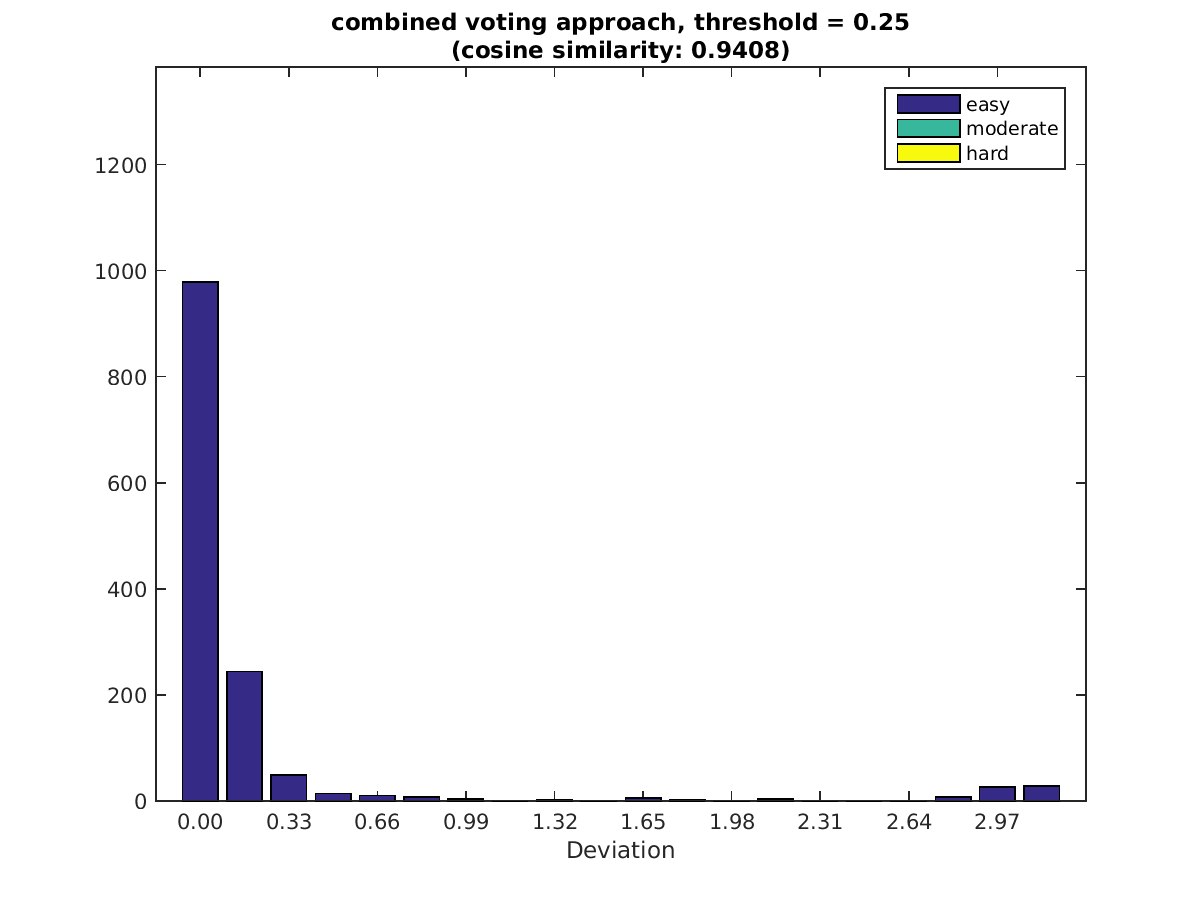 combined voting approach, threshold = 0.25
(cosine similarity: 0.9408)
easy
moderate
hard
1200
1000
800
600
400
200
0
0.00 0.33 0.66 0.99 1.32 1.65 1.98 2.31 2.64 2.97
Deviation